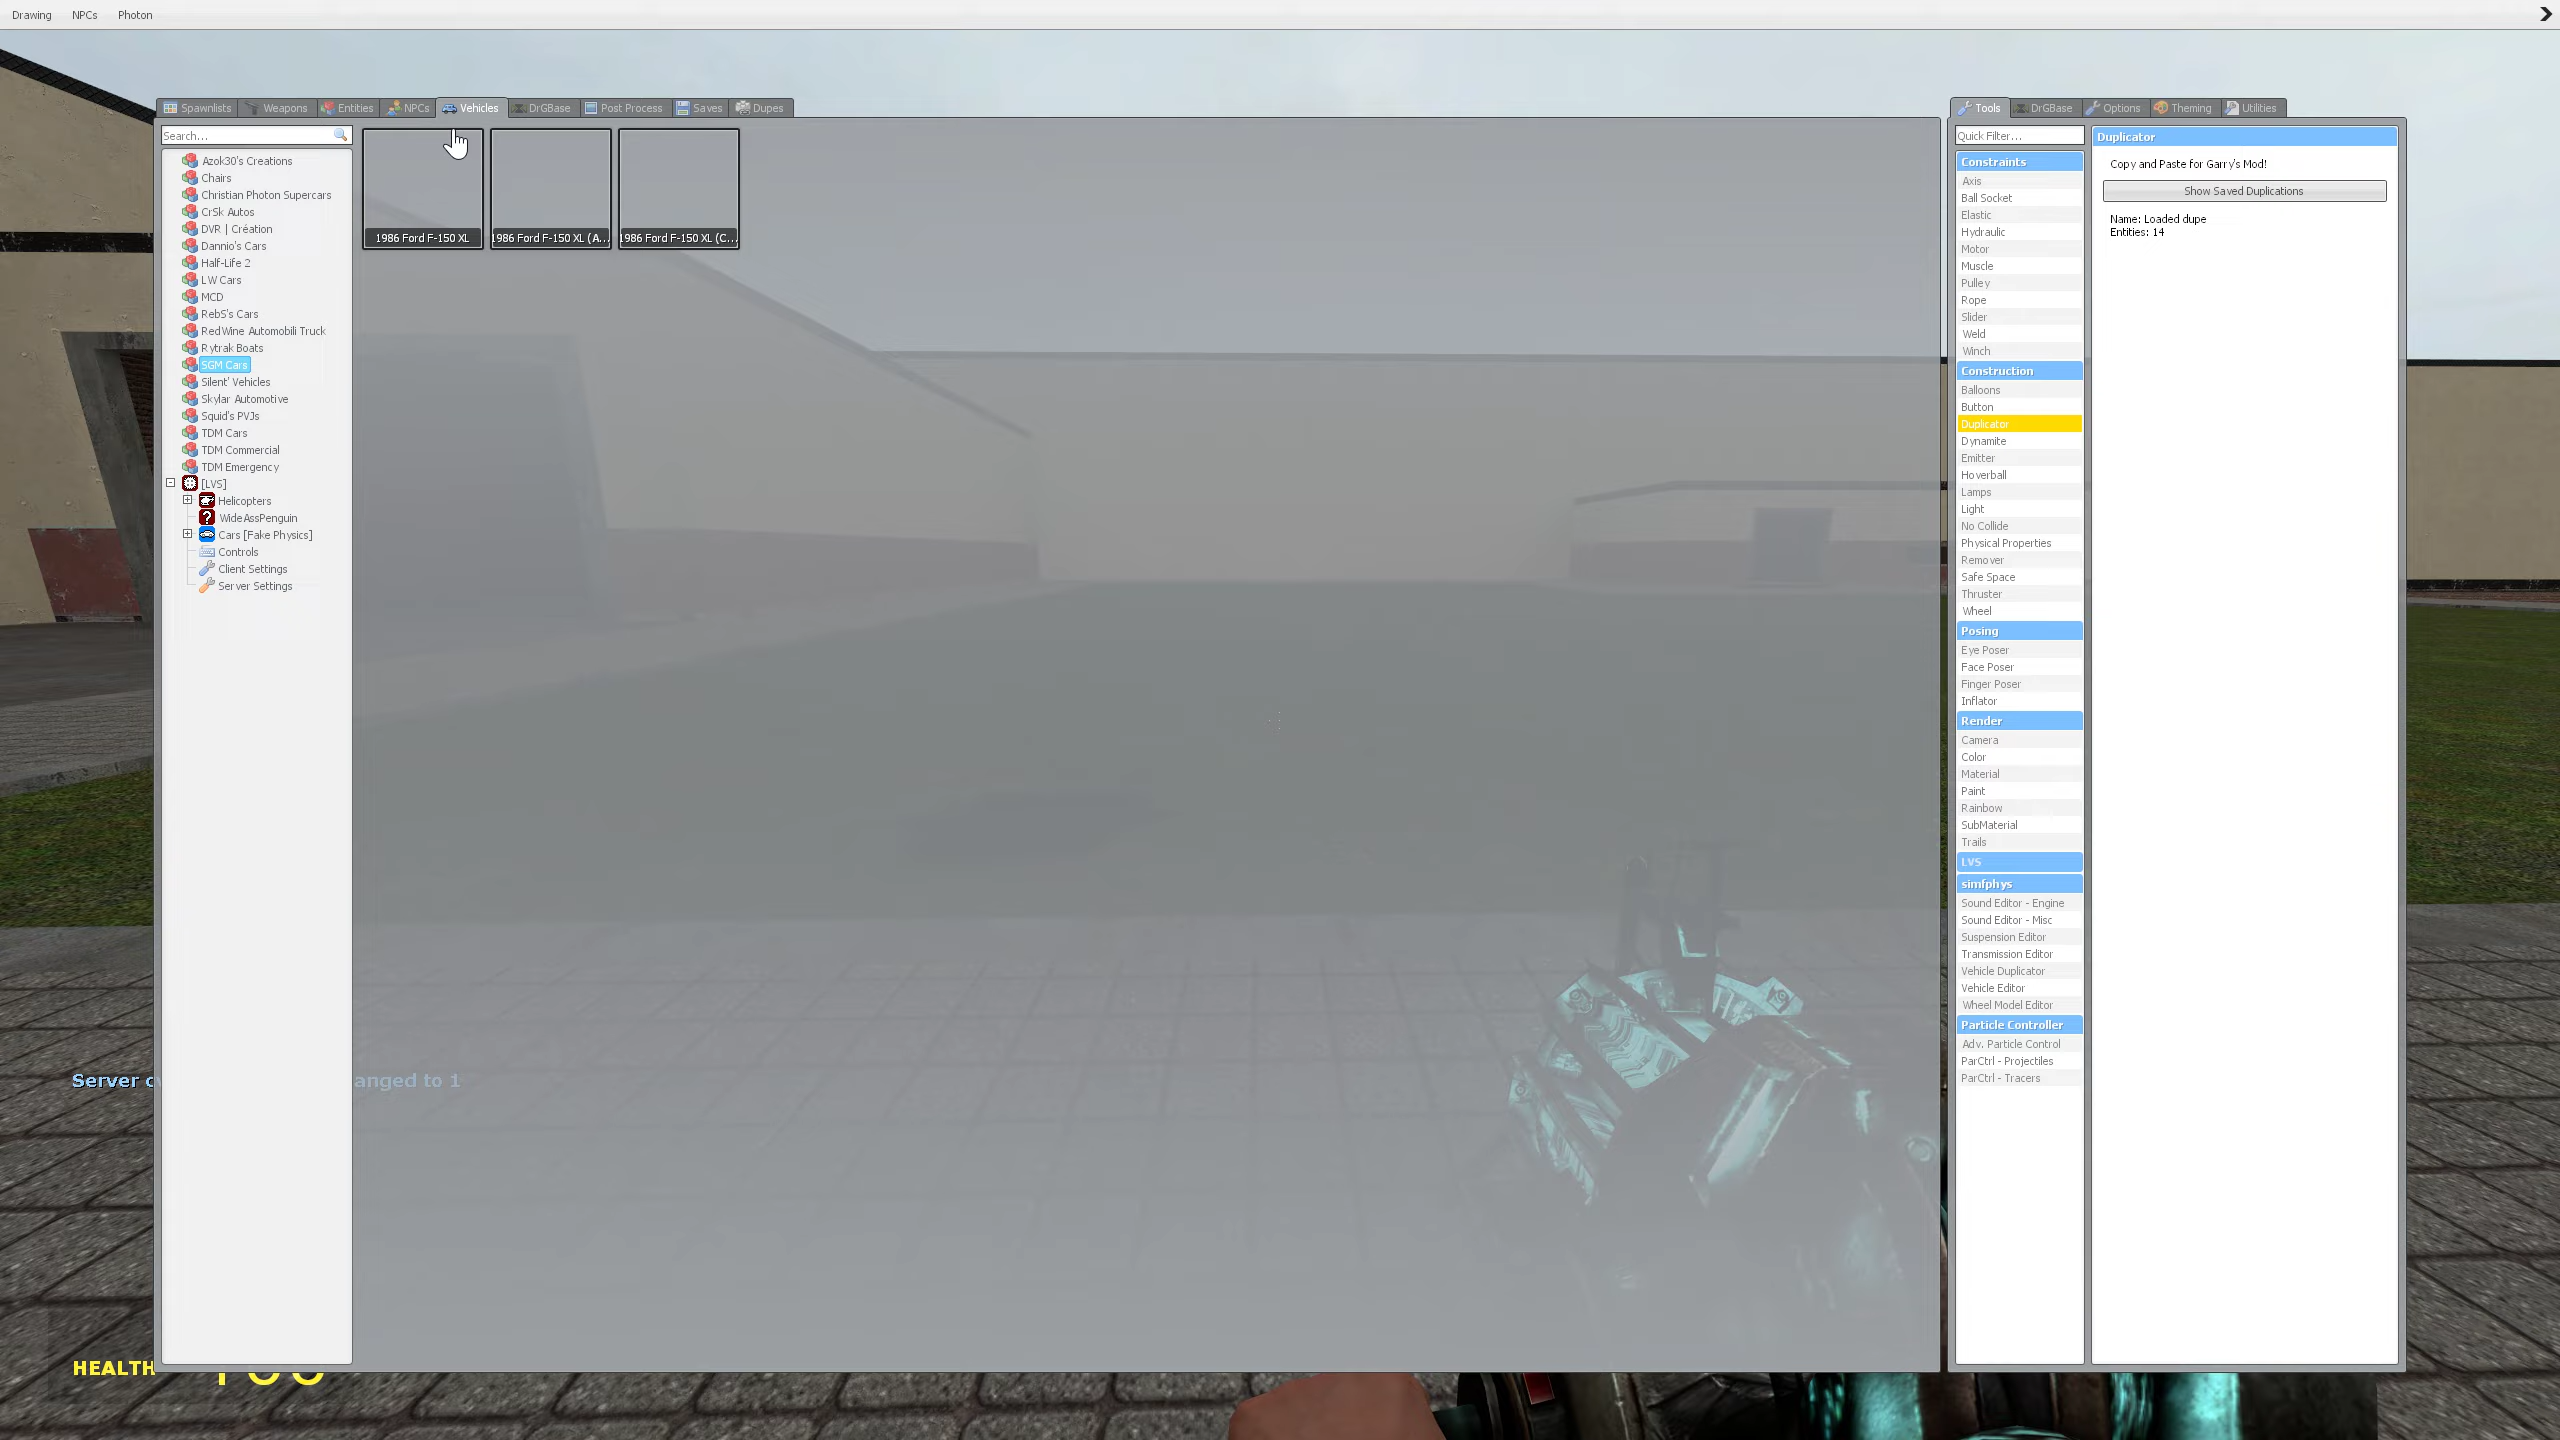 Drawing NPCs Photon
Spawnlists Weapons Entities NPCs Vehicles DrGBase Post Process Saves Dupes
Search...
Azok30's Creations
Chairs
Christian Photon Supercars
CrSk Autos
DVR | Création
Dannio's Cars
Half-Life 2
LW Cars
MCD
RebS's Cars
RedWine Automobili Truck
Rytrak Boats
SGM Cars
Silent' Vehicles
Skylar Automotive
Squid's PVJs
TDM Cars
TDM Commercial
TDM Emergency
[LVS]
Helicopters
WideAssPenguin
Cars [Fake Physics]
Controls
Client Settings
Server Settings
1986 Ford F-150 XL
1986 Ford F-150 XL (A...
1986 Ford F-150 XL (C...
Server c
anged to 1
HEALTH
100
Tools DrGBase Options Theming Utilities
Quick Filter...
Constraints
Axis
Ball Socket
Elastic
Hydraulic
Motor
Muscle
Pulley
Rope
Slider
Weld
Winch
Construction
Balloons
Button
Duplicator
Dynamite
Emitter
Hoverball
Lamps
Light
No Collide
Physical Properties
Remover
Safe Space
Thruster
Wheel
Posing
Eye Poser
Face Poser
Finger Poser
Inflator
Render
Camera
Color
Material
Paint
Rainbow
SubMaterial
Trails
LVS
simfphys
Sound Editor - Engine
Sound Editor - Misc
Suspension Editor
Transmission Editor
Vehicle Duplicator
Vehicle Editor
Wheel Model Editor
Particle Controller
Adv. Particle Control
ParCtrl - Projectiles
ParCtrl - Tracers
Duplicator
Copy and Paste for Garry's Mod!
Show Saved Duplications
Name: Loaded dupe
Entities: 14